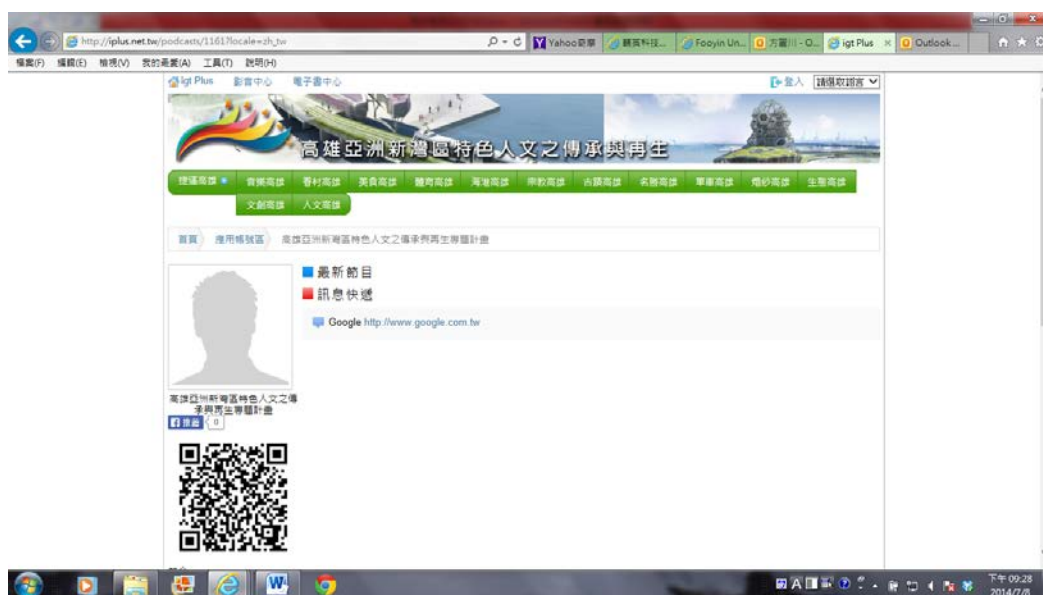 http://iplus.net.tw/podcasts/1161?locale=zh_tw
Yahoo奇摩
Fooyin Un...
igt Plus
Outlook...
檔案(F) 編輯(E) 檢視(V) 我的最愛(A) 工具(T) 說明(H)
igt Plus 影音中心 電子書中心
登入 請選取語言
高雄亞洲新灣區特色人文之傳承與再生
捷運高雄 音樂高雄 眷村高雄 美食高雄 體育高雄 海港高雄 宗教高雄 古蹟高雄 名勝高雄 單車高雄 婚紗高雄 生態高雄
文創高雄 人文高雄
首頁 應用帳號區 高雄亞洲新灣區特色人文之傳承與再生專題計畫
最新節目
訊息快遞
Google http://www.google.com.tw
高雄亞洲新灣區特色人文之傳
承與再生專題計畫
推薦 0
下午 09:28
2014/7/8